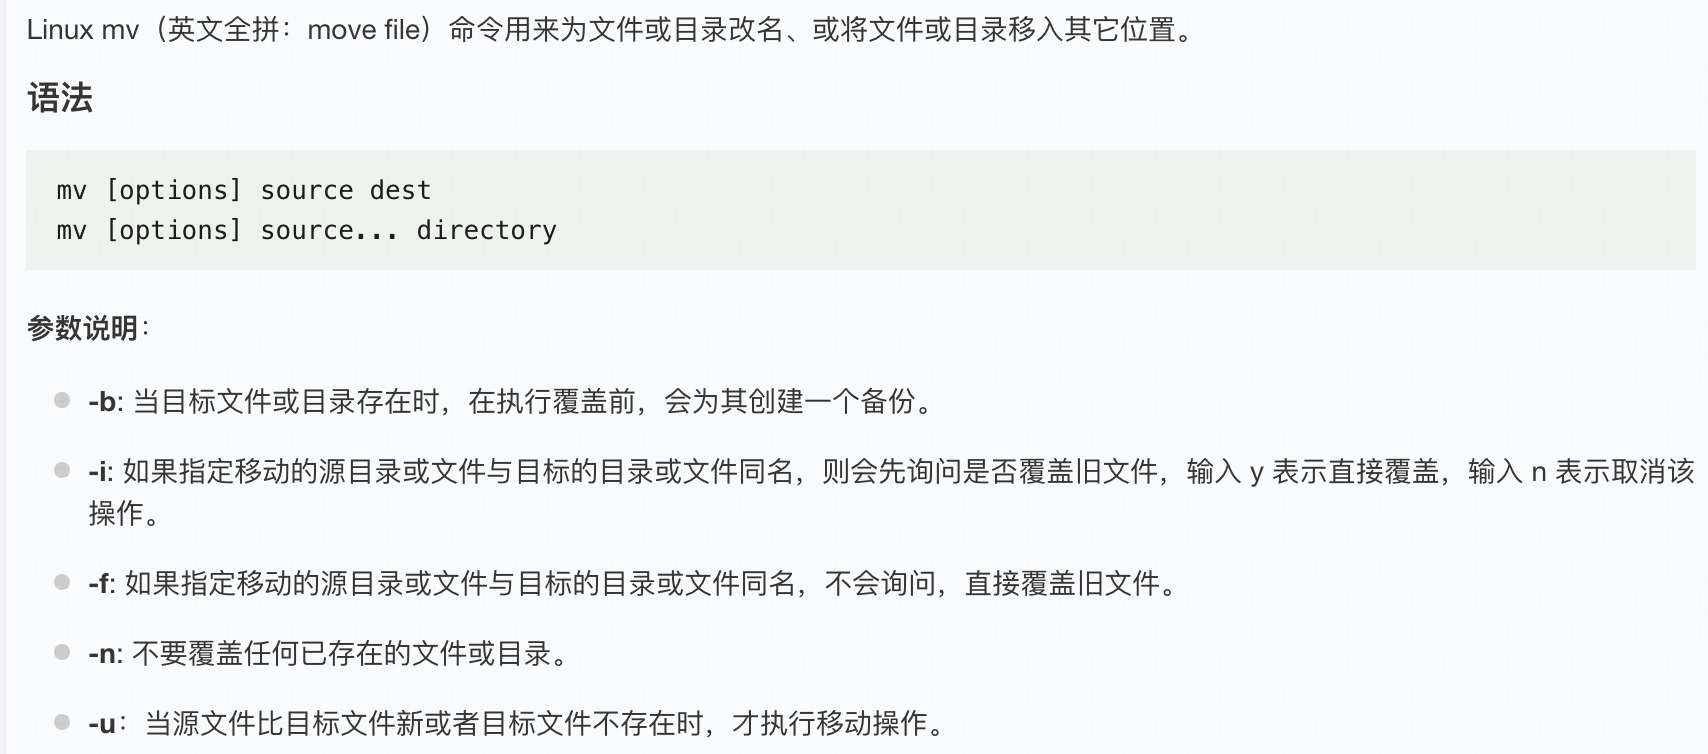 Linux mv（英文全拼：move file）命令用来为文件或目录改名、或将文件或目录移入其它位置。
语法
mv [options] source dest
mv [options] source... directory
参数说明：
-b: 当目标文件或目录存在时，在执行覆盖前，会为其创建一个备份。
-i: 如果指定移动的源目录或文件与目标的目录或文件同名，则会先询问是否覆盖旧文件，输入 y 表示直接覆盖，输入 n 表示取消该
操作。
-f: 如果指定移动的源目录或文件与目标的目录或文件同名，不会询问，直接覆盖旧文件。
-n: 不要覆盖任何已存在的文件或目录。
-u：当源文件比目标文件新或者目标文件不存在时，才执行移动操作。